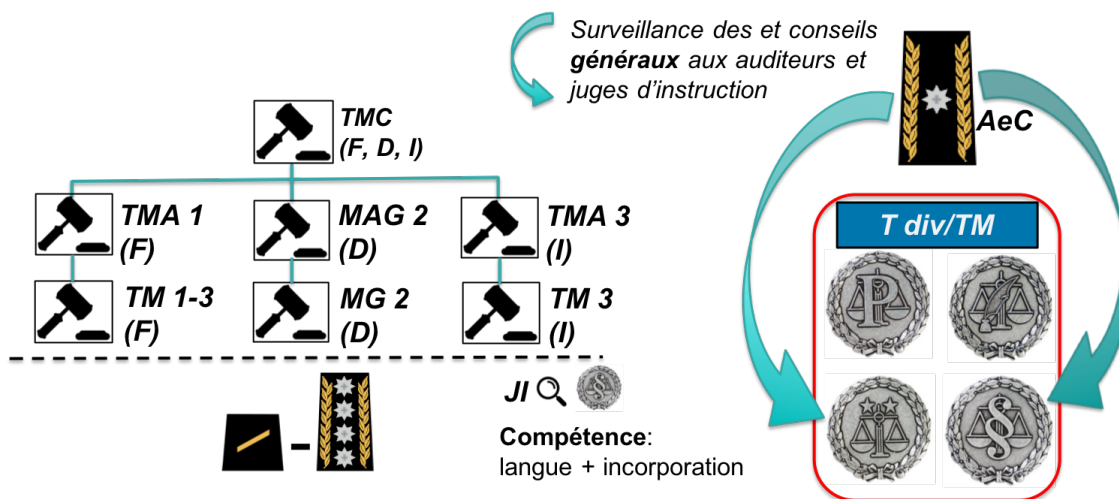 Surveillance des et conseils
généraux aux auditeurs et
juges d’instruction
AeC
TMC
(F, D, I)
TMA 1
(F)
MAG 2
(D)
TMA 3
(I)
TM 1-3
(F)
MG 2
(D)
TM 3
(I)
T div/TM
P
JI
Compétence:
langue + incorporation